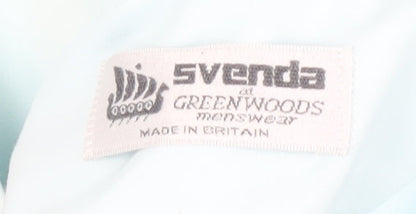 svenda
at
GREENWOODS
menswear
MADE IN BRITAIN